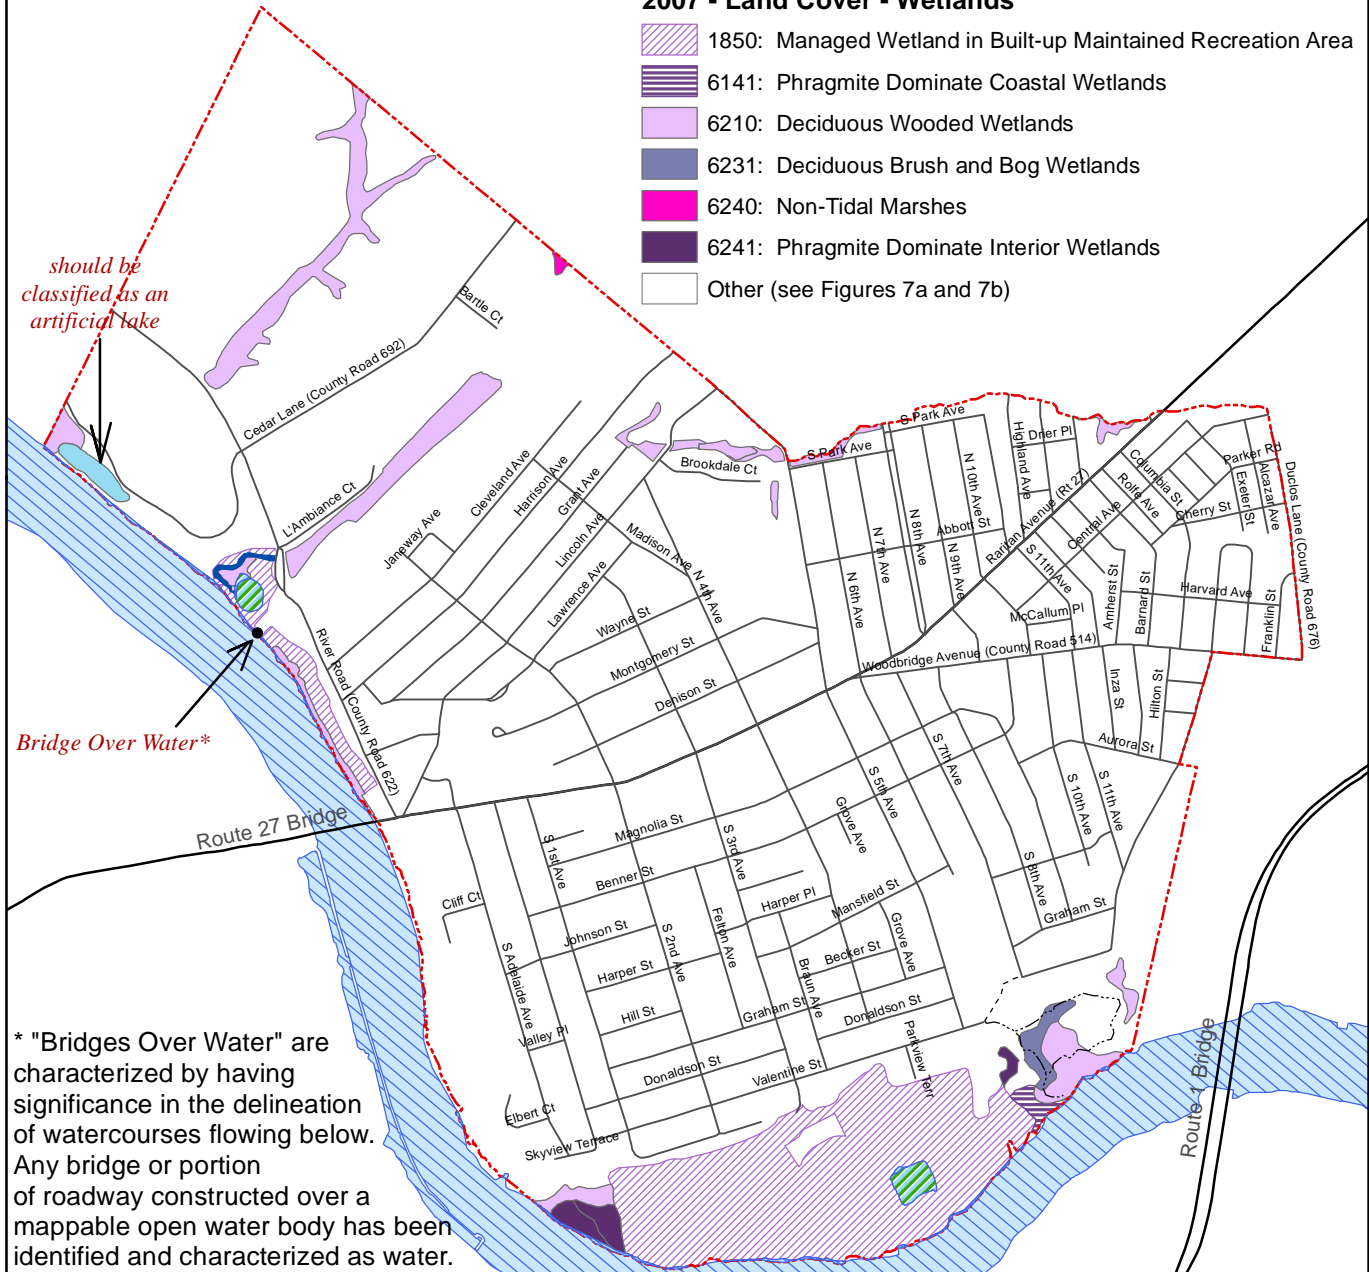 2007 - Land Cover - Wetlands
1850: Managed Wetland in Built-up Maintained Recreation Area
6141: Phragmite Dominate Coastal Wetlands
6210: Deciduous Wooded Wetlands
6231: Deciduous Brush and Bog Wetlands
6240: Non-Tidal Marshes
6241: Phragmite Dominate Interior Wetlands
Other (see Figures 7a and 7b)
should be
classified as an
artificial lake
Bartle Ct
Cedar Lane (County Road 692)
L'Ambiance Ct
Cleveland Ave
Harrison Ave
Grant Ave
Janeway Ave
Lincoln Ave
Lawrence Ave
Madison Ave
Brookdale Ct
N 4th Ave
Wayne St
Montgomery St
Denison St
River Road (County Road 622)
Bridge Over Water*
Route 27 Bridge
S Park Ave
S Park Ave
Highland Ave
Drier Pl
N 10th Ave
Raritan Avenue (Rt 27)
Columbia St
Rolfe Ave
Central Ave
Cherry St
Parker Rd
Exeter St
Alcazar Ave
Duclos Lane (County Road 676)
N 6th Ave
N 7th Ave
N 8th Ave
N 9th Ave
Abbott St
S 11th Ave
McCallum Pl
Amherst St
Barnard St
Harvard Ave
Franklin St
Woodbridge Avenue (County Road 514)
Inza St
Hilton St
Aurora St
S 7th Ave
S 5th Ave
S 10th Ave
S 11th Ave
Grove Ave
S 8th Ave
Graham St
S 1st Ave
Magnolia St
S 3rd Ave
Benner St
Cliff Ct
Harper Pl
Mansfield St
Johnson St
S 2nd Ave
Felton Ave
Grove Ave
Becker St
S Adelaide Ave
Harper St
Braun Ave
Hill St
Graham St
Donaldson St
Valley Pl
Donaldson St
Valentine St
Parkview Terr
Elbert Ct
Skyview Terrace
Route 1 Bridge
* "Bridges Over Water" are
characterized by having
significance in the delineation
of watercourses flowing below.
Any bridge or portion
of roadway constructed over a
mappable open water body has been
identified and characterized as water.